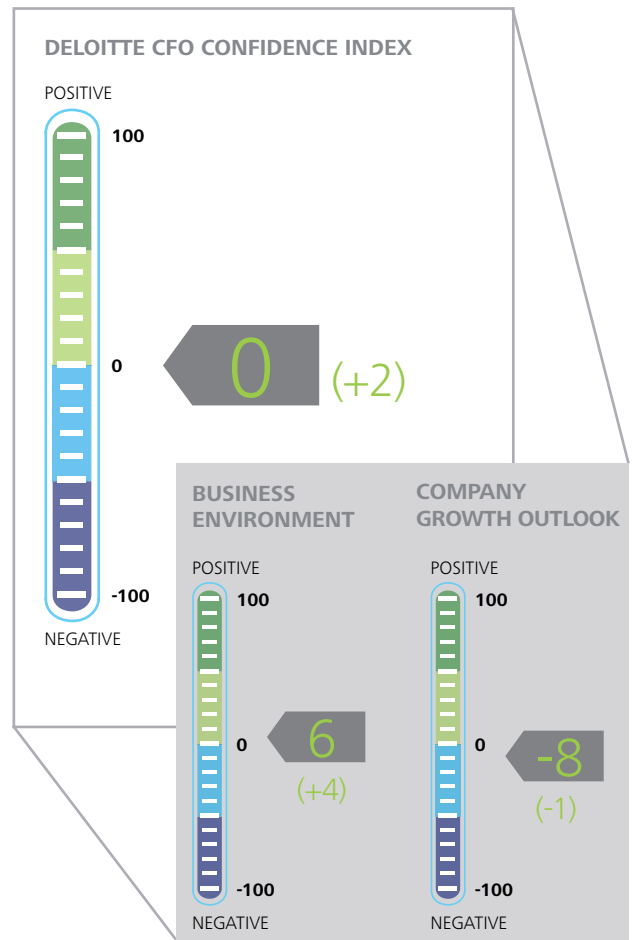 DELOITTE CFO CONFIDENCE INDEX
POSITIVE
100
0
0
(+2)
-100
NEGATIVE
BUSINESS
ENVIRONMENT
POSITIVE
100
0
6
(+4)
-100
NEGATIVE
COMPANY
GROWTH OUTLOOK
POSITIVE
100
0
-8
(-1)
-100
NEGATIVE